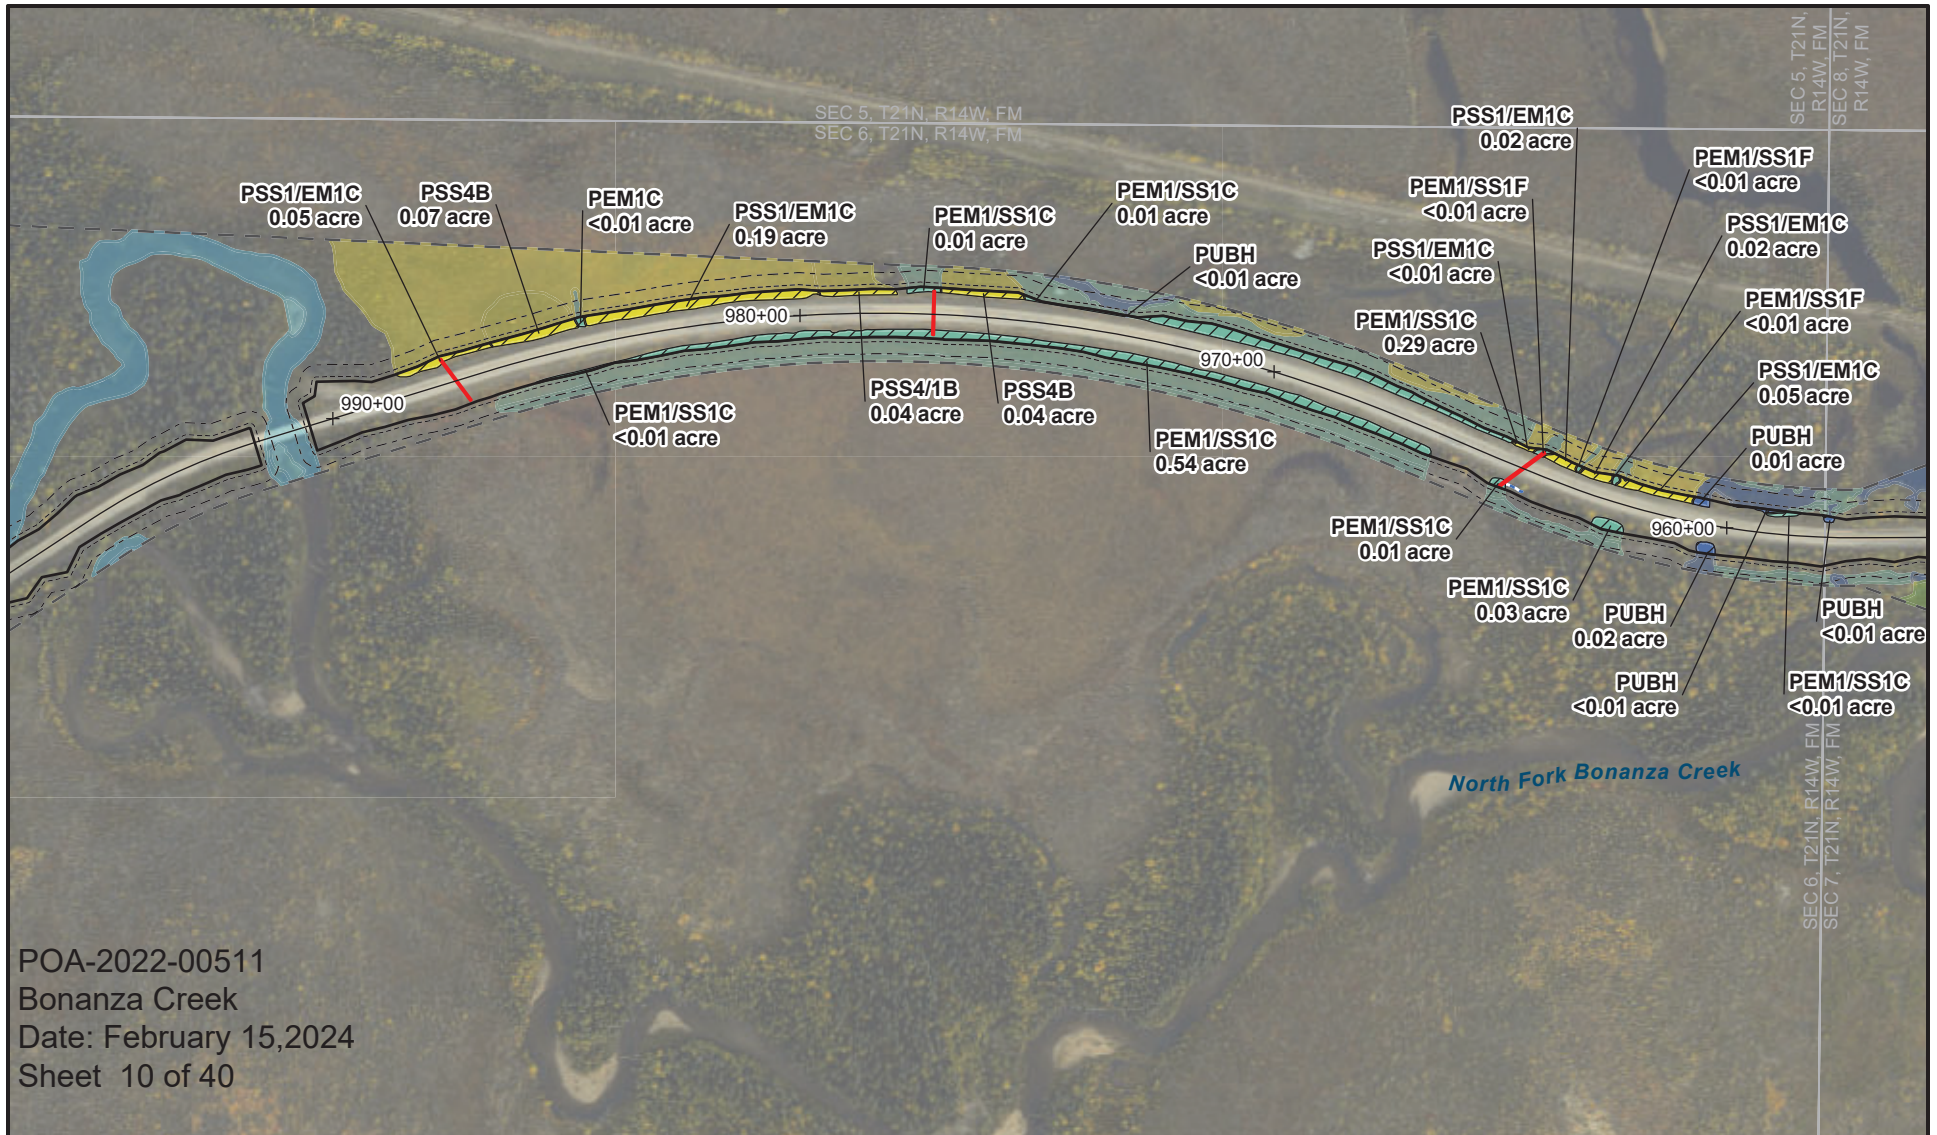 SEC 5, T21N, R14W, FM
SEC 6, T21N, R14W, FM
SEC 5, T21N,
R14W, FM
SEC 8, T21N,
R14W, FM
PSS1/EM1C
0.05 acre
PSS4B
0.07 acre
PEM1C
<0.01 acre
PSS1/EM1C
0.19 acre
PEM1/SS1C
0.01 acre
PEM1/SS1C
0.01 acre
PUBH
<0.01 acre
PSS1/EM1C
0.02 acre
PEM1/SS1F
<0.01 acre
PSS1/EM1C
<0.01 acre
PEM1/SS1C
0.29 acre
PEM1/SS1F
<0.01 acre
PSS1/EM1C
0.02 acre
PEM1/SS1F
<0.01 acre
PSS1/EM1C
0.05 acre
PUBH
0.01 acre
990+00
980+00
970+00
960+00
PEM1/SS1C
<0.01 acre
PSS4/1B
0.04 acre
PSS4B
0.04 acre
PEM1/SS1C
0.54 acre
PEM1/SS1C
0.01 acre
PEM1/SS1C
0.03 acre
PUBH
0.02 acre
PUBH
<0.01 acre
PUBH
<0.01 acre
PEM1/SS1C
<0.01 acre
North Fork Bonanza Creek
SEC 6, T21N, R14W, FM
SEC 7, T21N, R14W, FM
POA-2022-00511
Bonanza Creek
Date: February 15,2024
Sheet 10 of 40